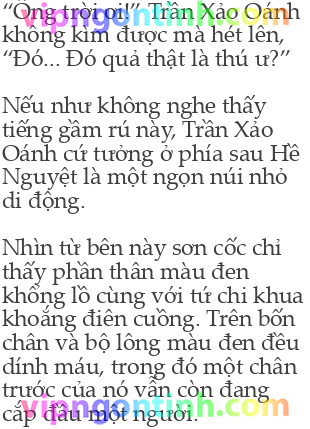 “Ông trời ơi!” Trần Xảo Oánh
không kìm được mà hét lên,
“Đó... Đó quả thật là thú ư?”
Nếu như không nghe thấy
tiếng gầm rú này, Trần Xảo
Oánh cứ tưởng ở phía sau Hề
Nguyệt là một ngọn núi nhỏ
di động.
Nhìn từ bên này sơn cốc chỉ
thấy phần thân màu đen
khổng lồ cùng với tứ chi khua
khoắng điên cuồng. Trên bốn
chân và bộ lông màu đen đều
dính máu, trong đó một chân
trước của nó vẫn còn đang
cắp đầu một người.
vipngontinh.com
vipngontinh.com